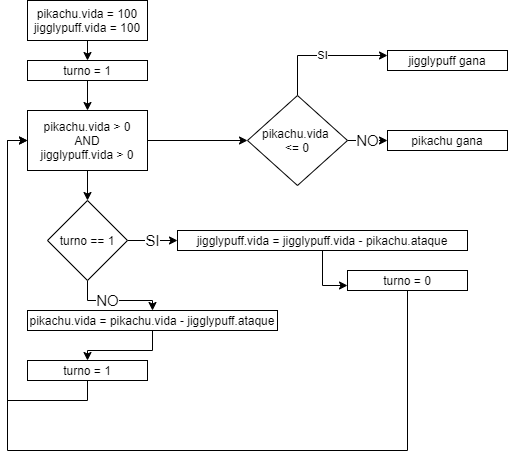 pikachu.vida = 100
jigglypuff.vida = 100
turno = 1
pikachu.vida > 0
AND
jigglypuff.vida > 0
pikachu.vida
<= 0
SI
jigglypuff gana
NO
pikachu gana
turno == 1
SI
jigglypuff.vida = jigglypuff.vida - pikachu.ataque
turno = 0
NO
pikachu.vida = pikachu.vida - jigglypuff.ataque
turno = 1